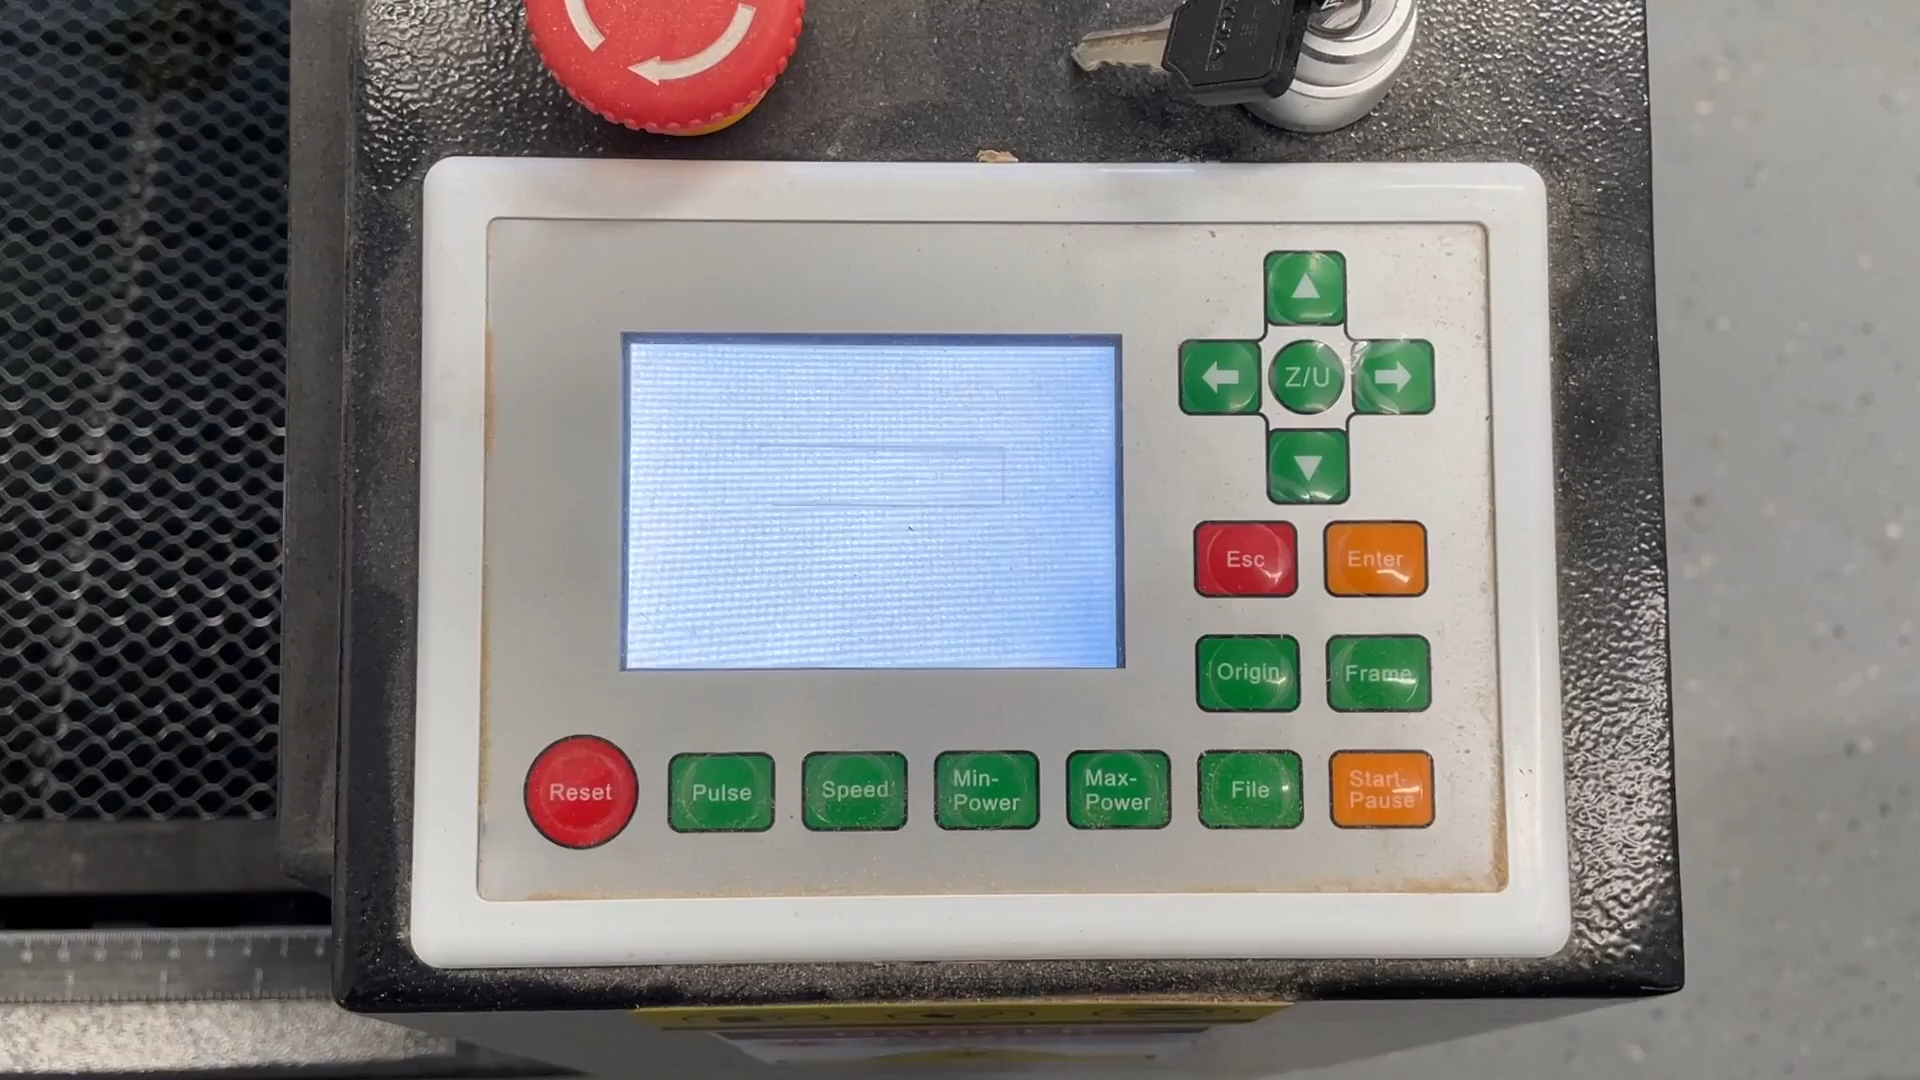 Z/U
Esc Enter
Origin Frame
Reset Pulse Speed Min-Power Max-Power File Start-Pause